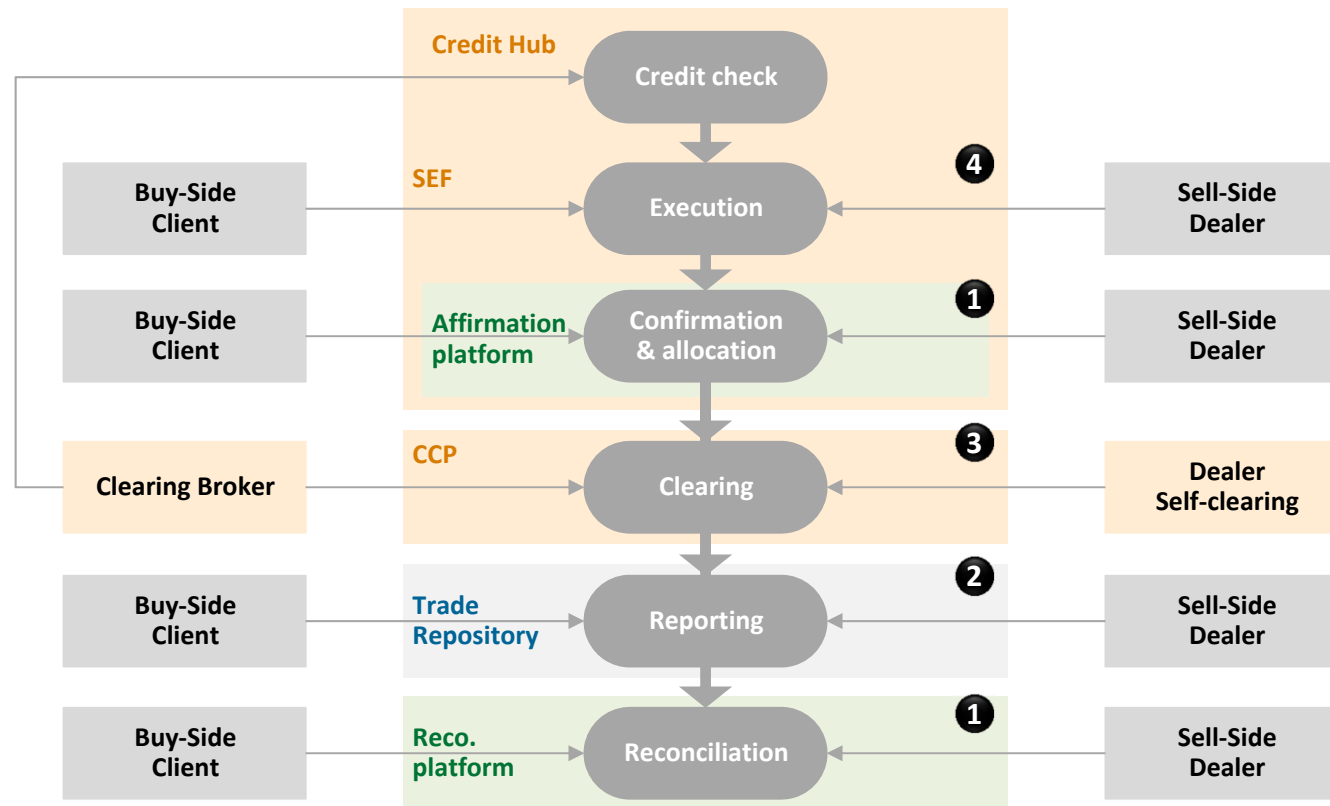 Credit Hub
Credit check
4
Buy-Side
Client
SEF
Execution
Sell-Side
Dealer
1
Buy-Side
Client
Affirmation
platform
Confirmation
& allocation
Sell-Side
Dealer
3
Clearing Broker
CCP
Clearing
Dealer
Self-clearing
2
Buy-Side
Client
Trade
Repository
Reporting
Sell-Side
Dealer
1
Buy-Side
Client
Reco.
platform
Reconciliation
Sell-Side
Dealer